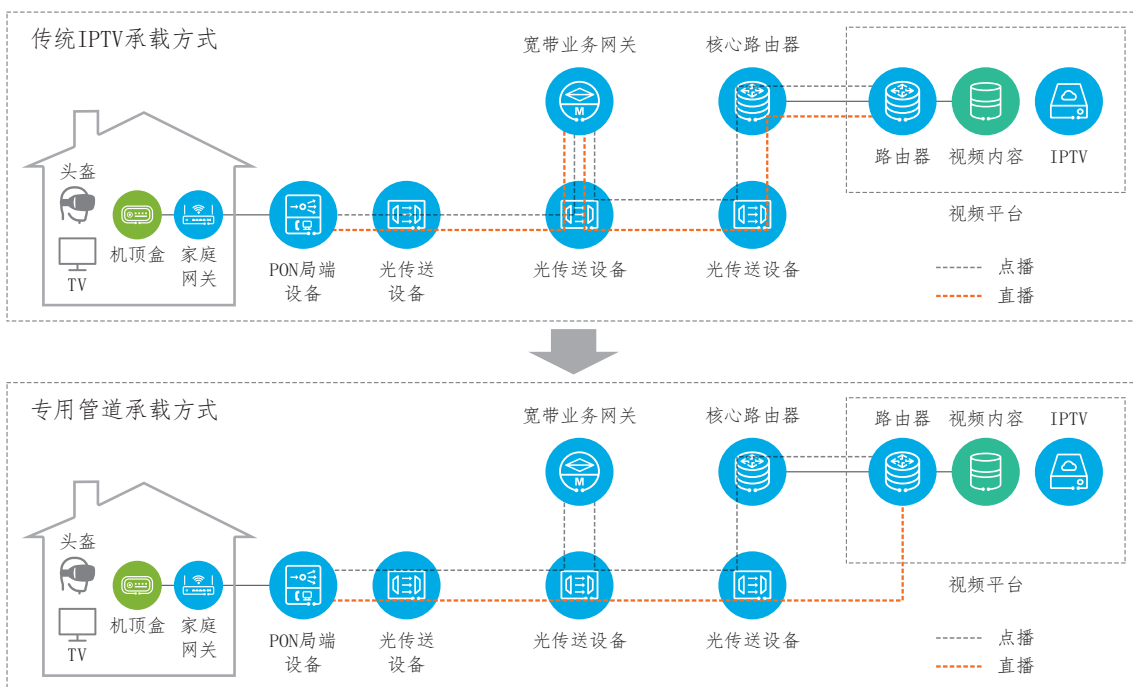 传统IPTV承载方式
宽带业务网关
核心路由器
M
路由器
视频内容
IPTV
视频平台
头盔
TV
机顶盒
家庭
网关
PON局端
设备
光传送
设备
光传送设备
光传送设备
点播
直播
专用管道承载方式
宽带业务网关
核心路由器
路由器
视频内容
IPTV
M
视频平台
头盔
TV
机顶盒
家庭
网关
PON局端
设备
光传送
设备
光传送设备
光传送设备
点播
直播